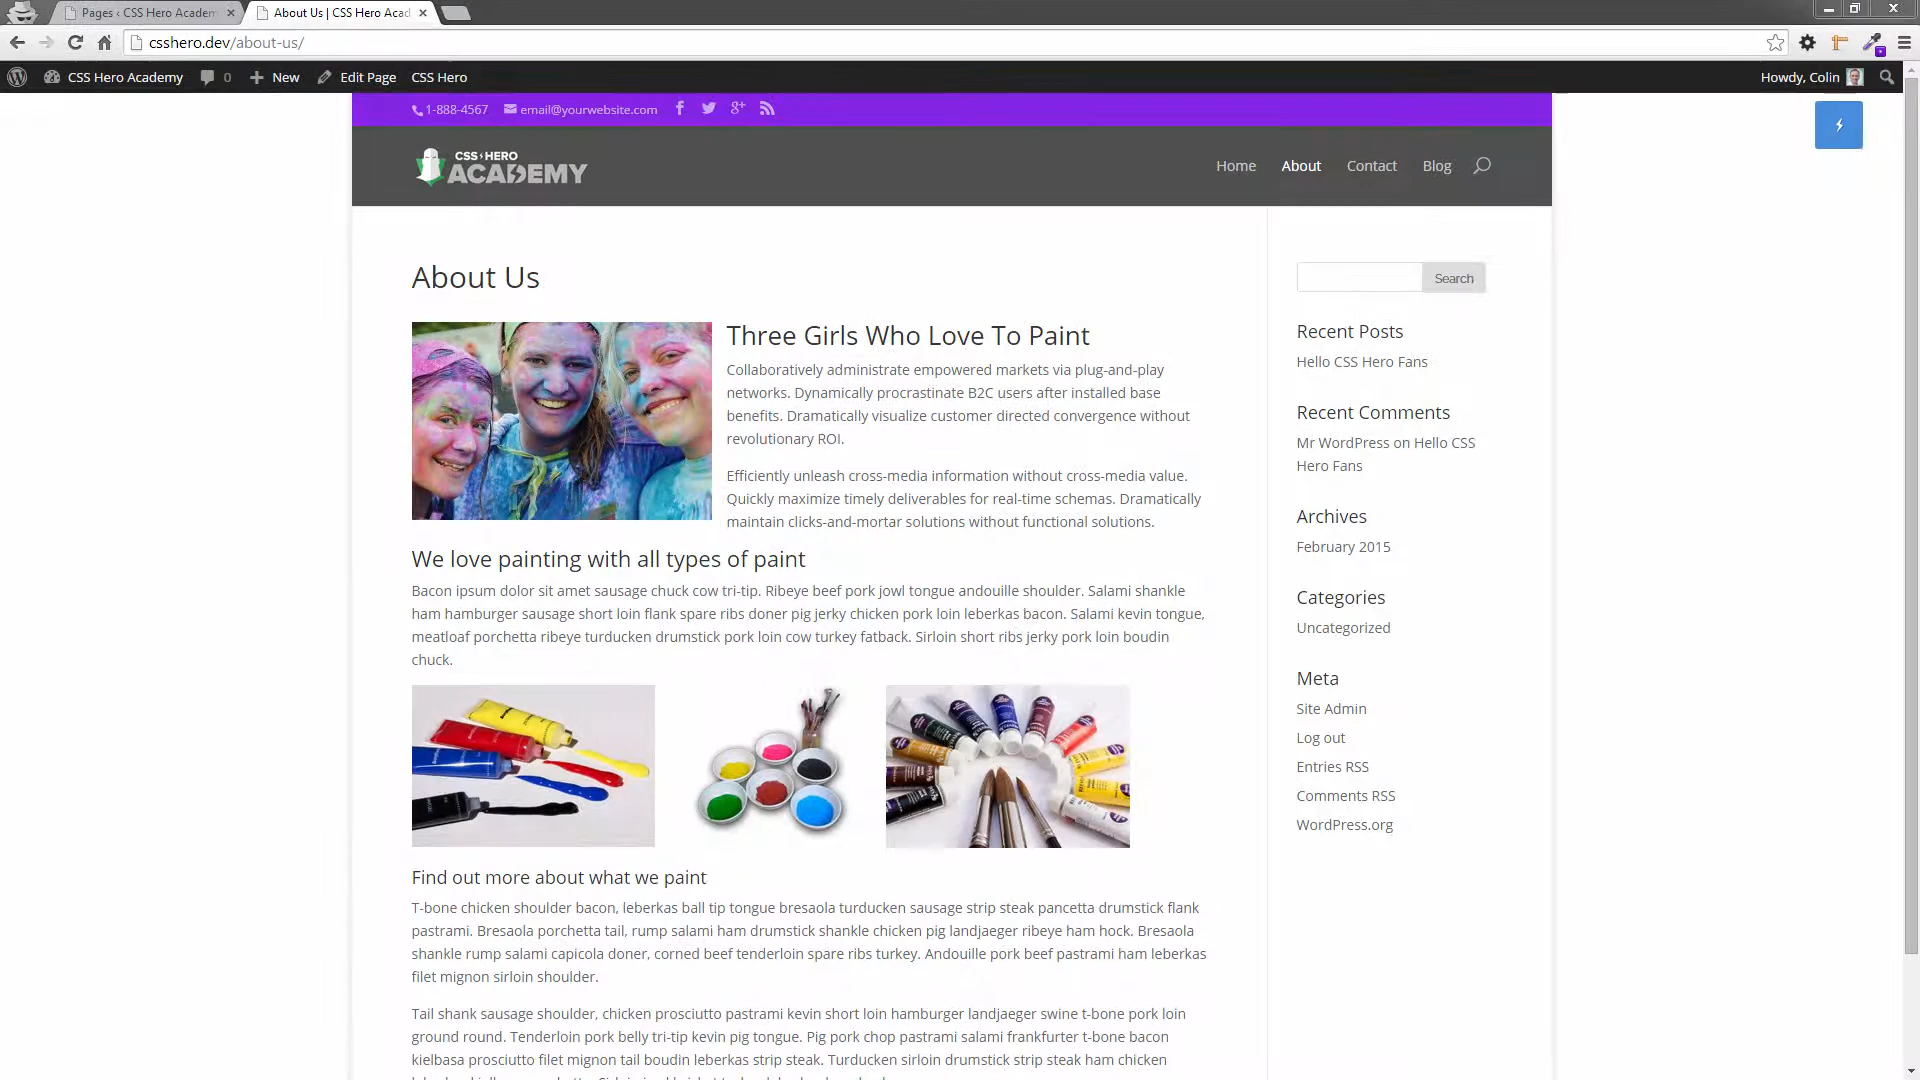 Pages ‹ CSS Hero Academ
About Us | CSS Hero Acad
csshero.dev/about-us/
CSS Hero Academy 0 New Edit Page CSS Hero
Howdy, Colin
1-888-4567 email@yourwebsite.com
CSS HERO
ACADEMY
Home About Contact Blog
About Us
Three Girls Who Love To Paint
Collaboratively administrate empowered markets via plug-and-play
networks. Dynamically procrastinate B2C users after installed base
benefits. Dramatically visualize customer directed convergence without
revolutionary ROI.
Efficiently unleash cross-media information without cross-media value.
Quickly maximize timely deliverables for real-time schemas. Dramatically
maintain clicks-and-mortar solutions without functional solutions.
We love painting with all types of paint
Bacon ipsum dolor sit amet sausage chuck cow tri-tip. Ribeye beef pork jowl tongue andouille shoulder. Salami shankle
ham hamburger sausage short loin flank spare ribs doner pig jerky chicken pork loin leberkas bacon. Salami kevin tongue,
meatloaf porchetta ribeye turducken drumstick pork loin cow turkey fatback. Sirloin short ribs jerky pork loin boudin
chuck.
Find out more about what we paint
T-bone chicken shoulder bacon, leberkas ball tip tongue bresaola turducken sausage strip steak pancetta drumstick flank
pastrami. Bresaola porchetta tail, rump salami ham drumstick shankle chicken pig landjaeger ribeye ham hock. Bresaola
shankle rump salami capicola doner, corned beef tenderloin spare ribs turkey. Andouille pork beef pastrami ham leberkas
filet mignon sirloin shoulder.
Tail shank sausage shoulder, chicken prosciutto pastrami kevin short loin hamburger landjaeger swine t-bone pork loin
ground round. Tenderloin pork belly tri-tip kevin pig tongue. Pig pork chop pastrami salami frankfurter t-bone bacon
kielbasa prosciutto filet mignon tail boudin leberkas strip steak. Turducken sirloin drumstick strip steak ham chicken
Search
Recent Posts
Hello CSS Hero Fans
Recent Comments
Mr WordPress on Hello CSS
Hero Fans
Archives
February 2015
Categories
Uncategorized
Meta
Site Admin
Log out
Entries RSS
Comments RSS
WordPress.org